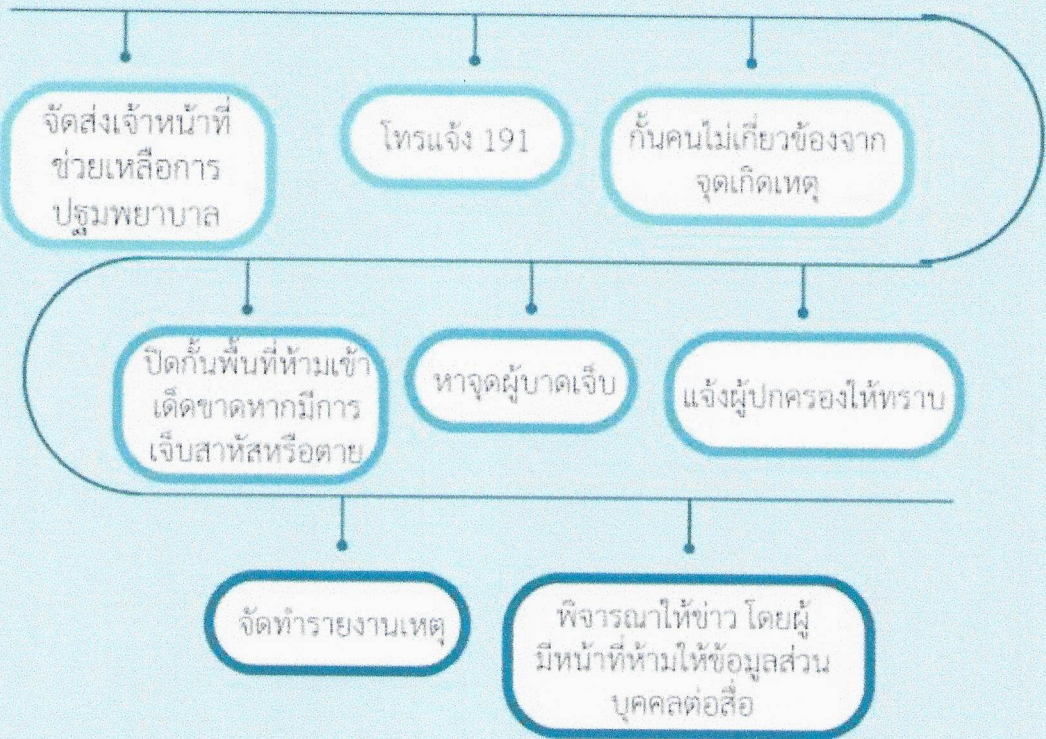 จัดส่งเจ้าหน้าที่
ช่วยเหลือการ
ปฐมพยาบาล
โทรแจ้ง 191
กั้นคนไม่เกี่ยวข้องจาก
จุดเกิดเหตุ
ปิดกั้นพื้นที่ห้ามเข้า
เด็ดขาดหากมีการ
เจ็บสาหัสหรือตาย
หาจุดผู้บาดเจ็บ
แจ้งผู้ปกครองให้ทราบ
จัดทำรายงานเหตุ
พิจารณาให้ข่าว โดยผู้
มีหน้าที่ห้ามให้ข้อมูลส่วน
บุคคลต่อสื่อ